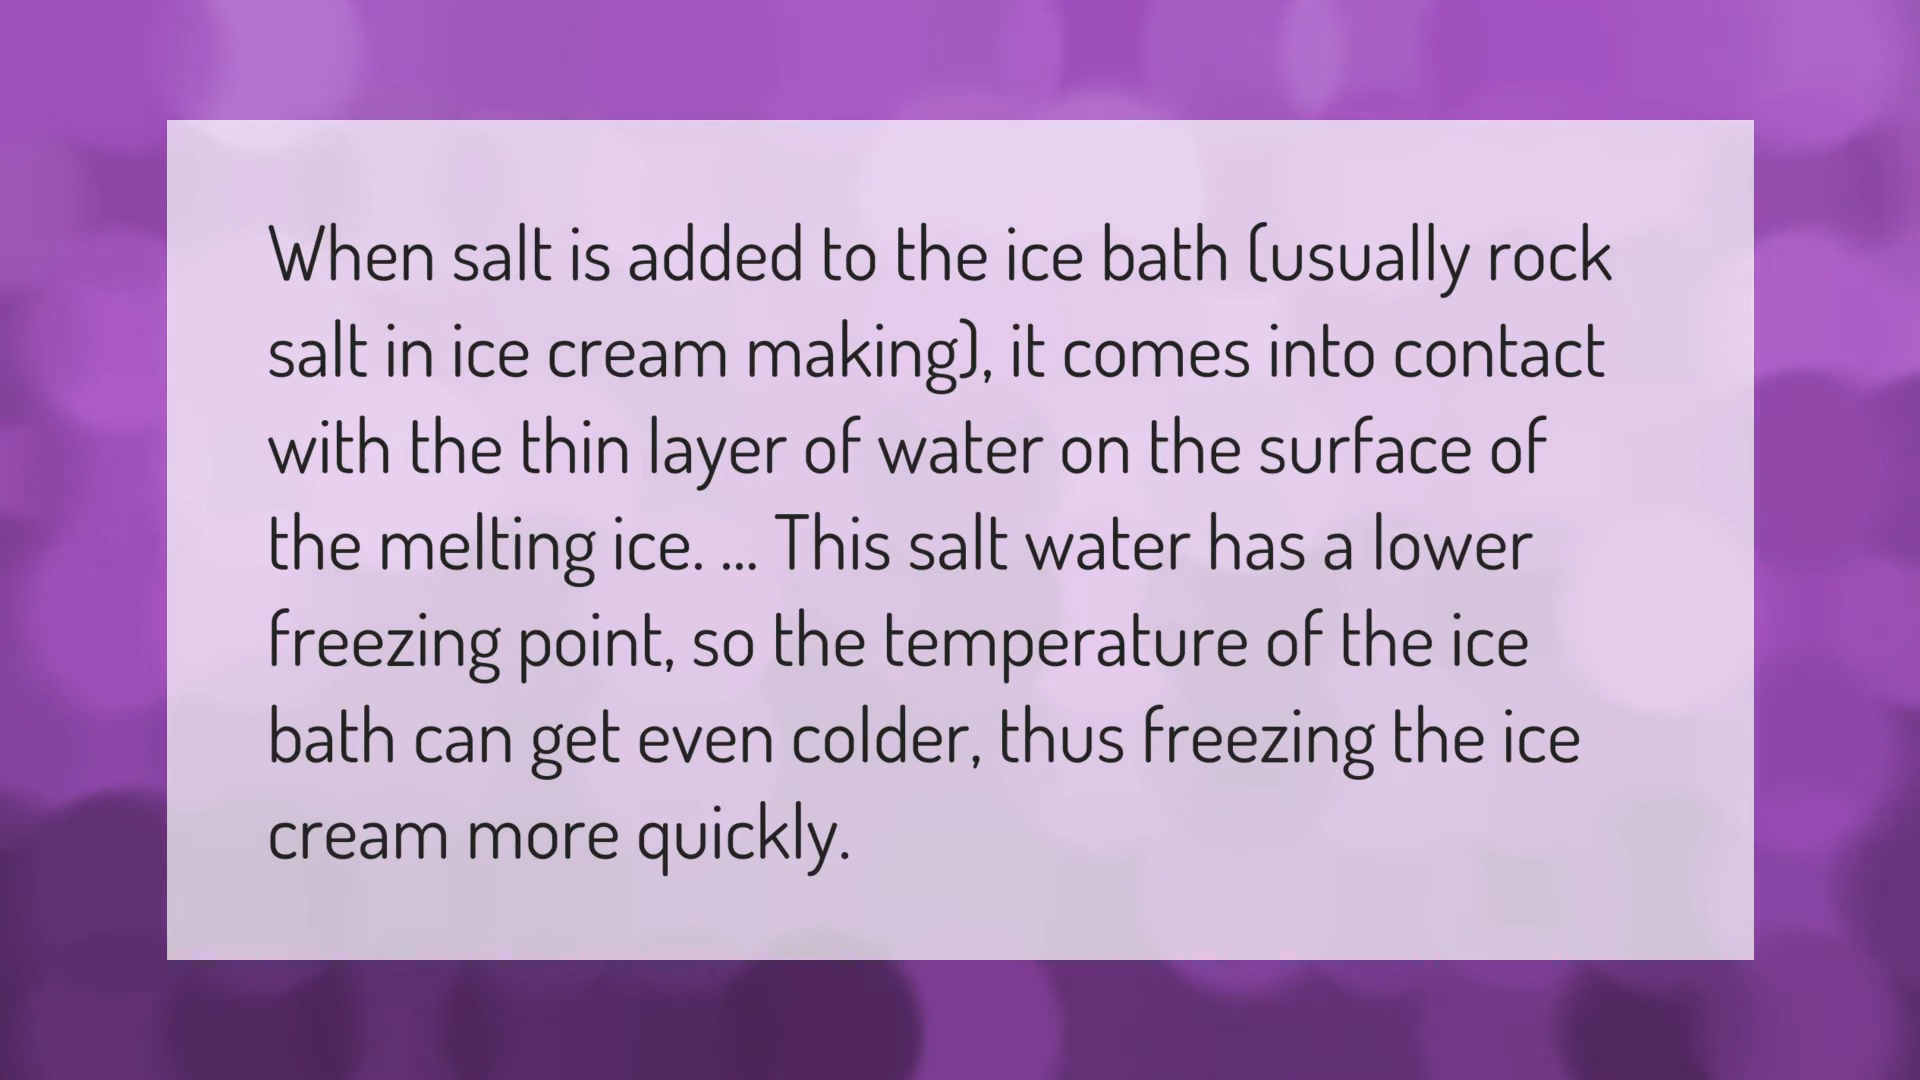 When salt is added to the ice bath (usually rock
salt in ice cream making), it comes into contact
with the thin layer of water on the surface of
the melting ice. ... This salt water has a lower
freezing point, so the temperature of the ice
bath can get even colder, thus freezing the ice
cream more quickly.